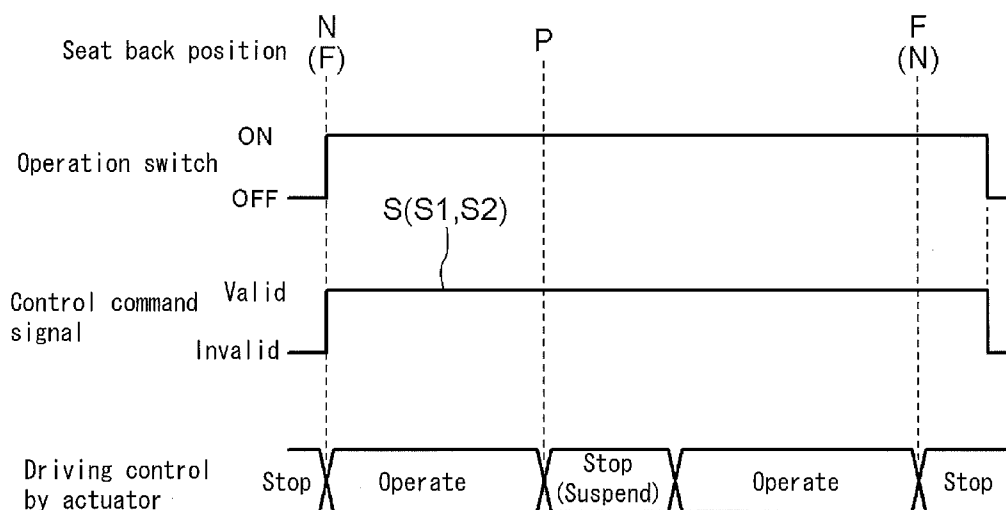 Seat back position
N
(F)
P
F
(N)
Operation switch
ON
OFF
S(S1,S2)
Control command
signal
Valid
Invalid
Driving control
by actuator
Stop
Operate
Stop
(Suspend)
Operate
Stop